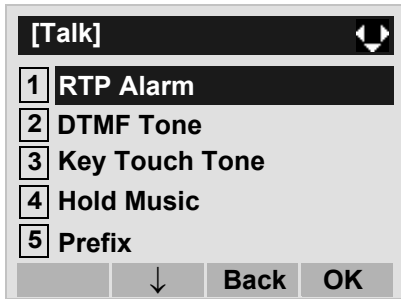 [Talk]
1 RTP Alarm
2 DTMF Tone
3 Key Touch Tone
4 Hold Music
5 Prefix
↓ Back OK